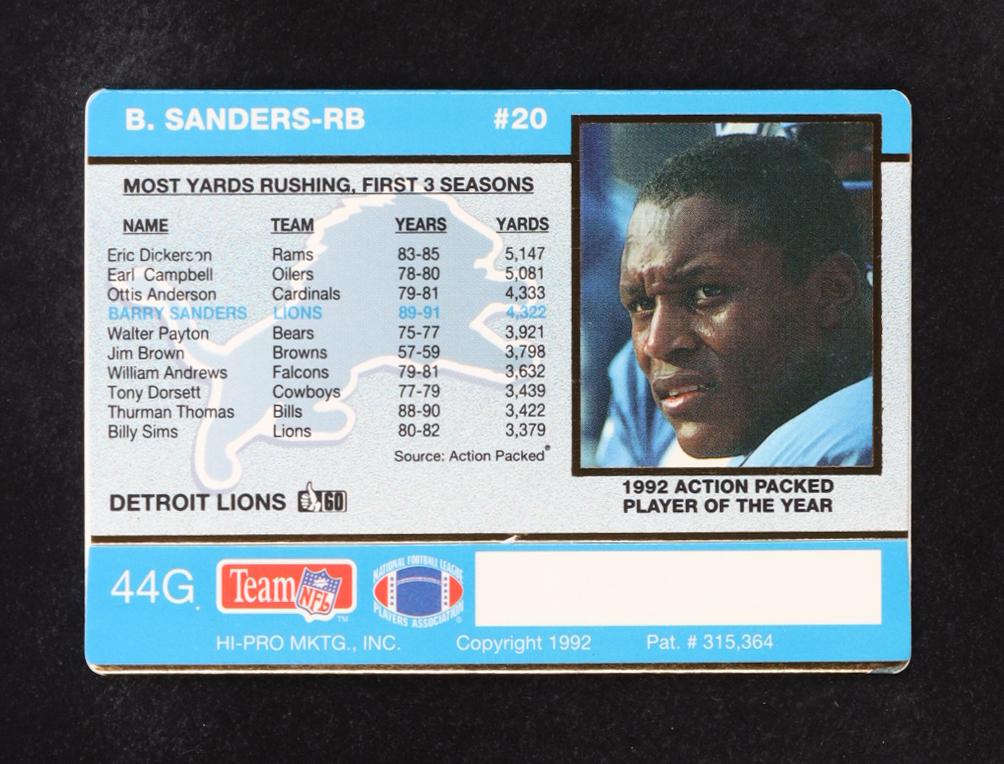 B. SANDERS-RB #20
MOST YARDS RUSHING, FIRST 3 SEASONS
NAME TEAM YEARS YARDS
Eric Dickerson Rams 83-85 5,147
Earl Campbell Oilers 78-80 5,081
Ottis Anderson Cardinals 79-81 4,333
BARRY SANDERS LIONS 89-91 4,322
Walter Payton Bears 75-77 3,921
Jim Brown Browns 57-59 3,798
William Andrews Falcons 79-81 3,632
Tony Dorsett Cowboys 77-79 3,439
Thurman Thomas Bills 88-90 3,422
Billy Sims Lions 80-82 3,379
Source: Action Packed®
DETROIT LIONS 60
1992 ACTION PACKED
PLAYER OF THE YEAR
44G.
Team NFL ™
NATIONAL FOOTBALL LEAGUE
PLAYERS ASSOCIATION ®
HI-PRO MKTG., INC. Copyright 1992 Pat. # 315,364